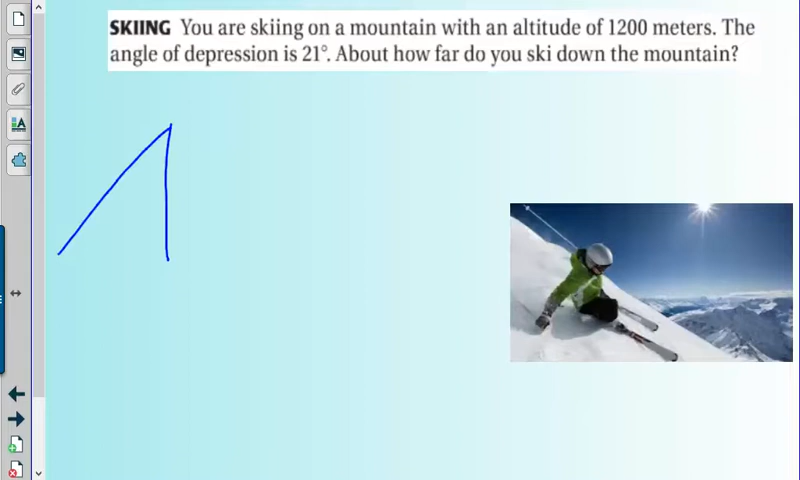 SKIING You are skiing on a mountain with an altitude of 1200 meters. The
angle of depression is 21°. About how far do you ski down the mountain?